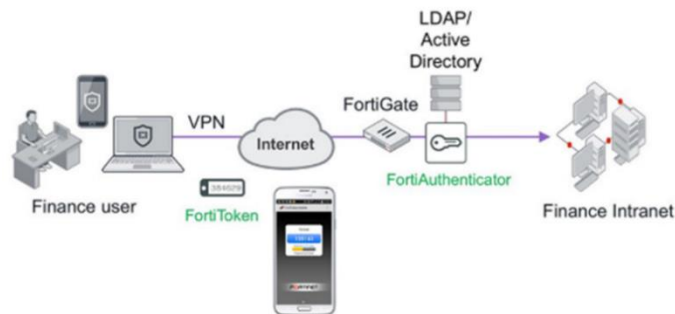 LDAP/
Active
Directory
FortiGate
VPN
Internet
FortiAuthenticator
Finance user
FortiToken
Finance Intranet